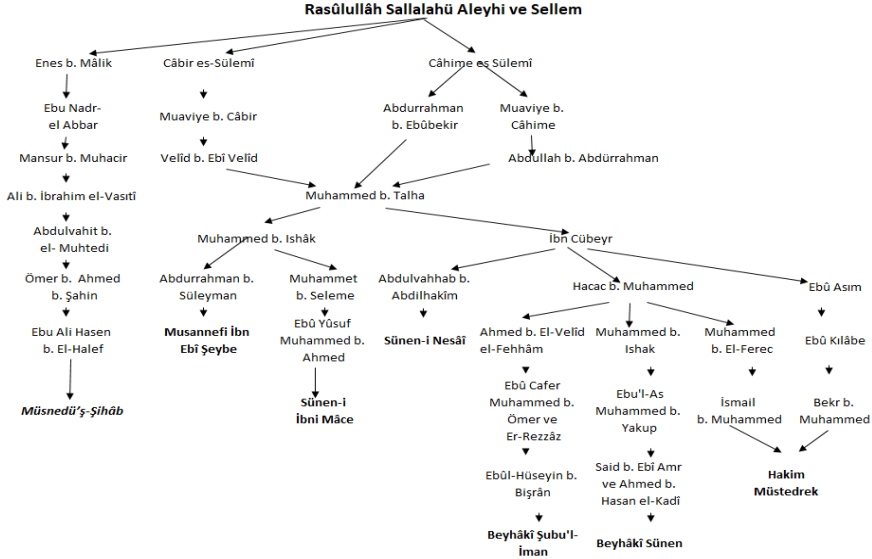 Rasûlullâh Sallalahü Aleyhi ve Sellem
Enes b. Mâlik
Câbir es-Sülemî
Câhime es Sülemî
Ebu Nadr-
el Abbar
Muaviye b. Câbir
Abdurrahman
b. Ebûbekir
Muaviye b.
Câhime
Mansur b. Muhacir
Velîd b. Ebî Velîd
Abdullah b. Abdürrahman
Ali b. İbrahim el-Vasıtî
Muhammed b. Talha
Abdulvahit b.
el- Muhtedi
Muhammed b. Ishâk
İbn Cübeyr
Ömer b. Ahmed
b. Şahin
Abdurrahman b.
Süleyman
Muhammet
b. Seleme
Abdulvahhab b.
Abdilhakîm
Hacac b. Muhammed
Ebû Asım
Ebu Ali Hasen
b. El-Halef
Musannefi İbn
Ebî Şeybe
Ebû Yûsuf
Muhammed b.
Ahmed
Sünen-i Nesâî
Ahmed b. El-Velîd
el-Fehhâm
Muhammed b.
Ishak
Muhammed
b. El-Ferec
Ebû Kılâbe
Müsnedü’ş-Şihâb
Sünen-i
İbni Mâce
Ebû Cafer
Muhammed b.
Ömer ve
Er-Rezzâz
Ebu'l-As
Muhammed b.
Yakup
İsmail
b. Muhammed
Bekr b.
Muhammed
Ebûl-Hüseyin b.
Bişrân
Said b. Ebî Amr
ve Ahmed b.
Hasan el-Kadî
Hakim
Müstedrek
Beyhâkî Şubu'l-
İman
Beyhâkî Sünen